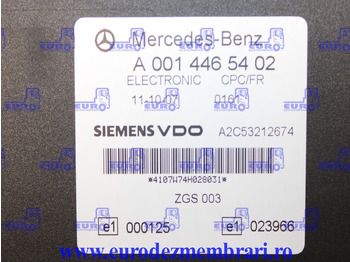 Mercedes-Benz
A 001 446 54 02
ELECTRONIC CPC/FR
11-10-07 0161
SIEMENS VDO A2C53212674
*4107W74H028031*
ZGS 003
e1 000125 e1 023966
www.eurodezmembrari.ro